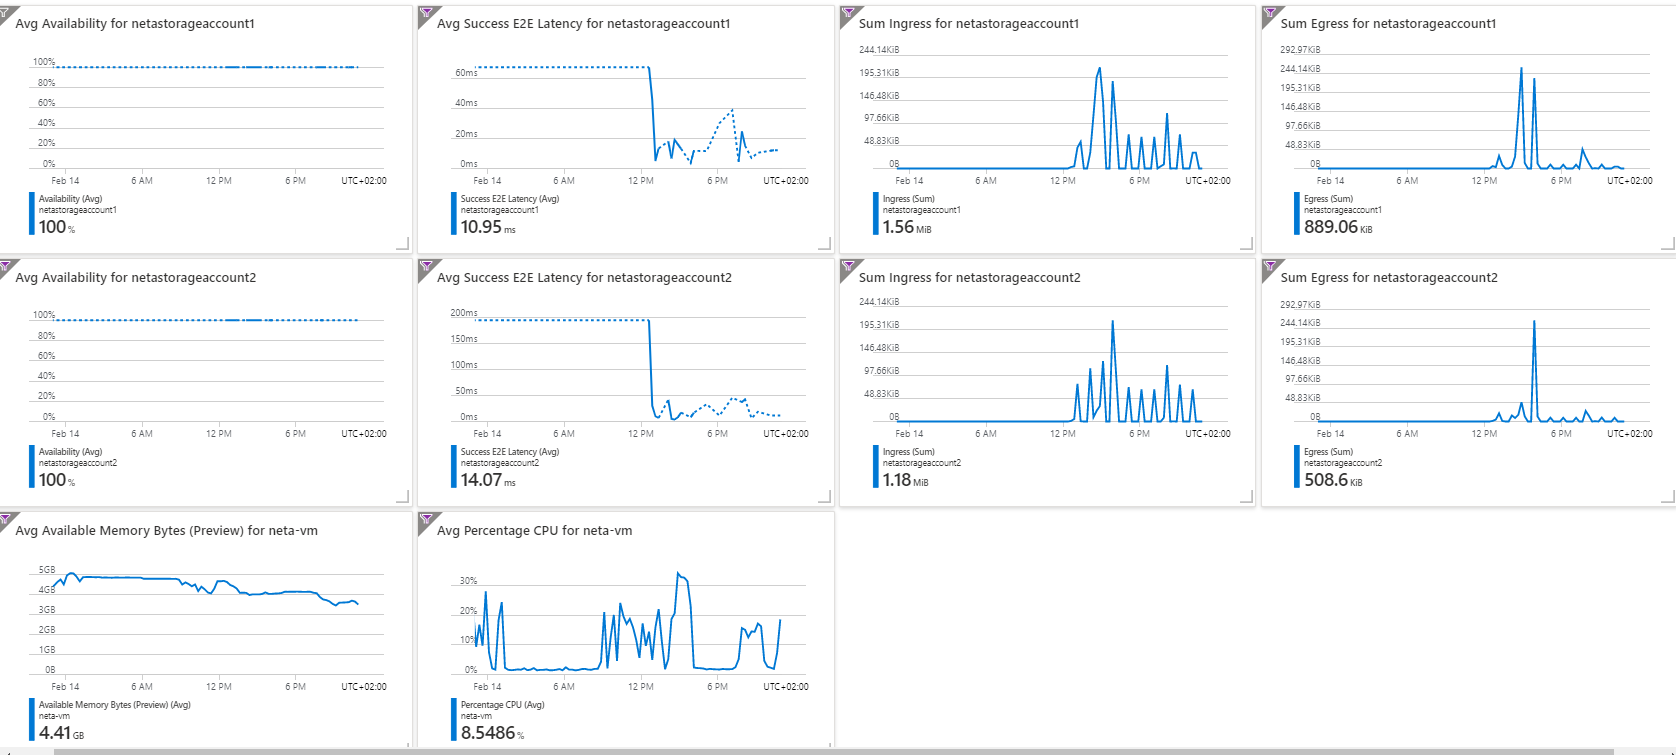 Avg Availability for netastorageaccount1
100%
80%
60%
40%
20%
0%
Feb 14 6 AM 12 PM 6 PM UTC+02:00
Availability (Avg)
netastorageaccount1
100 %
Avg Success E2E Latency for netastorageaccount1
60ms
40ms
20ms
0ms
Feb 14 6 AM 12 PM 6 PM UTC+02:00
Success E2E Latency (Avg)
netastorageaccount1
10.95 ms
Sum Ingress for netastorageaccount1
244.14KiB
195.31KiB
146.48KiB
97.66KiB
48.83KiB
0B
Feb 14 6 AM 12 PM 6 PM UTC+02:00
Ingress (Sum)
netastorageaccount1
1.56 MiB
Sum Egress for netastorageaccount1
292.97KiB
244.14KiB
195.31KiB
146.48KiB
97.66KiB
48.83KiB
0B
Feb 14 6 AM 12 PM 6 PM UTC+02:00
Egress (Sum)
netastorageaccount1
889.06 KiB
Avg Availability for netastorageaccount2
100%
80%
60%
40%
20%
0%
Feb 14 6 AM 12 PM 6 PM UTC+02:00
Availability (Avg)
netastorageaccount2
100 %
Avg Success E2E Latency for netastorageaccount2
200ms
150ms
100ms
50ms
0ms
Feb 14 6 AM 12 PM 6 PM UTC+02:00
Success E2E Latency (Avg)
netastorageaccount2
14.07 ms
Sum Ingress for netastorageaccount2
244.14KiB
195.31KiB
146.48KiB
97.66KiB
48.83KiB
0B
Feb 14 6 AM 12 PM 6 PM UTC+02:00
Ingress (Sum)
netastorageaccount2
1.18 MiB
Sum Egress for netastorageaccount2
292.97KiB
244.14KiB
195.31KiB
146.48KiB
97.66KiB
48.83KiB
0B
Feb 14 6 AM 12 PM 6 PM UTC+02:00
Egress (Sum)
netastorageaccount2
508.6 KiB
Avg Available Memory Bytes (Preview) for neta-vm
5GB
4GB
3GB
2GB
1GB
0B
Feb 14 6 AM 12 PM 6 PM UTC+02:00
Available Memory Bytes (Preview) (Avg)
neta-vm
4.41 GB
Avg Percentage CPU for neta-vm
30%
20%
10%
0%
Feb 14 6 AM 12 PM 6 PM UTC+02:00
Percentage CPU (Avg)
neta-vm
8.5486 %